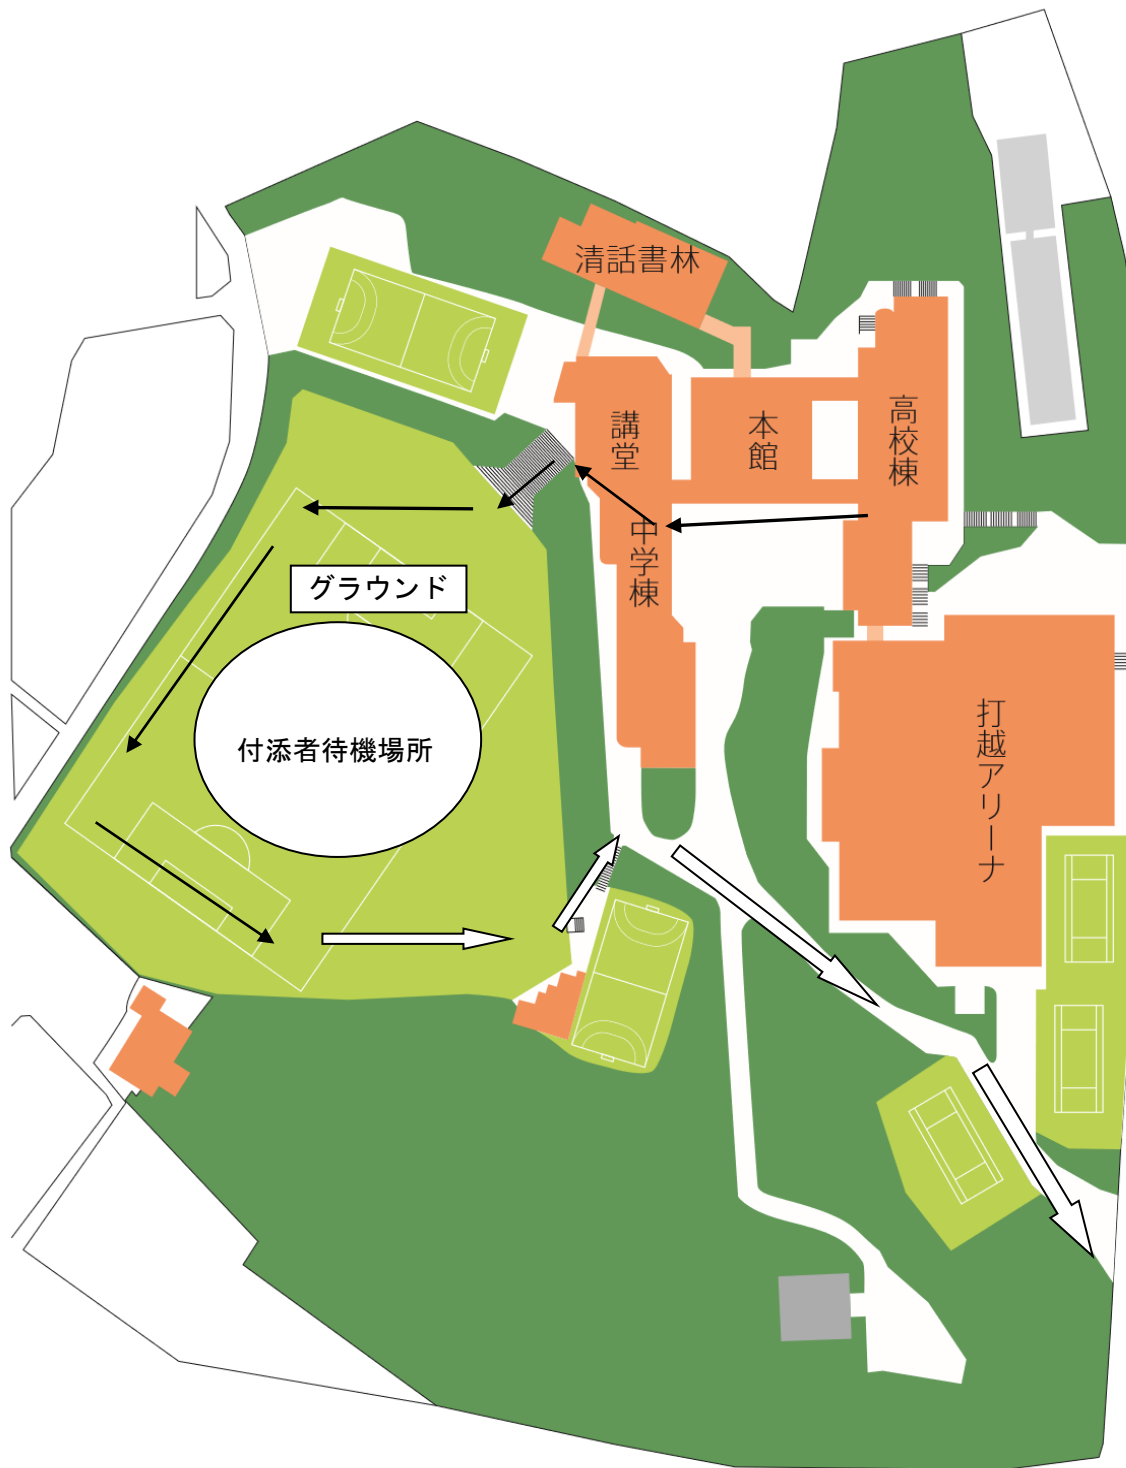 清話書林
講堂
本館
高校棟
中学棟
グラウンド
付添者待機場所
打越アリーナ